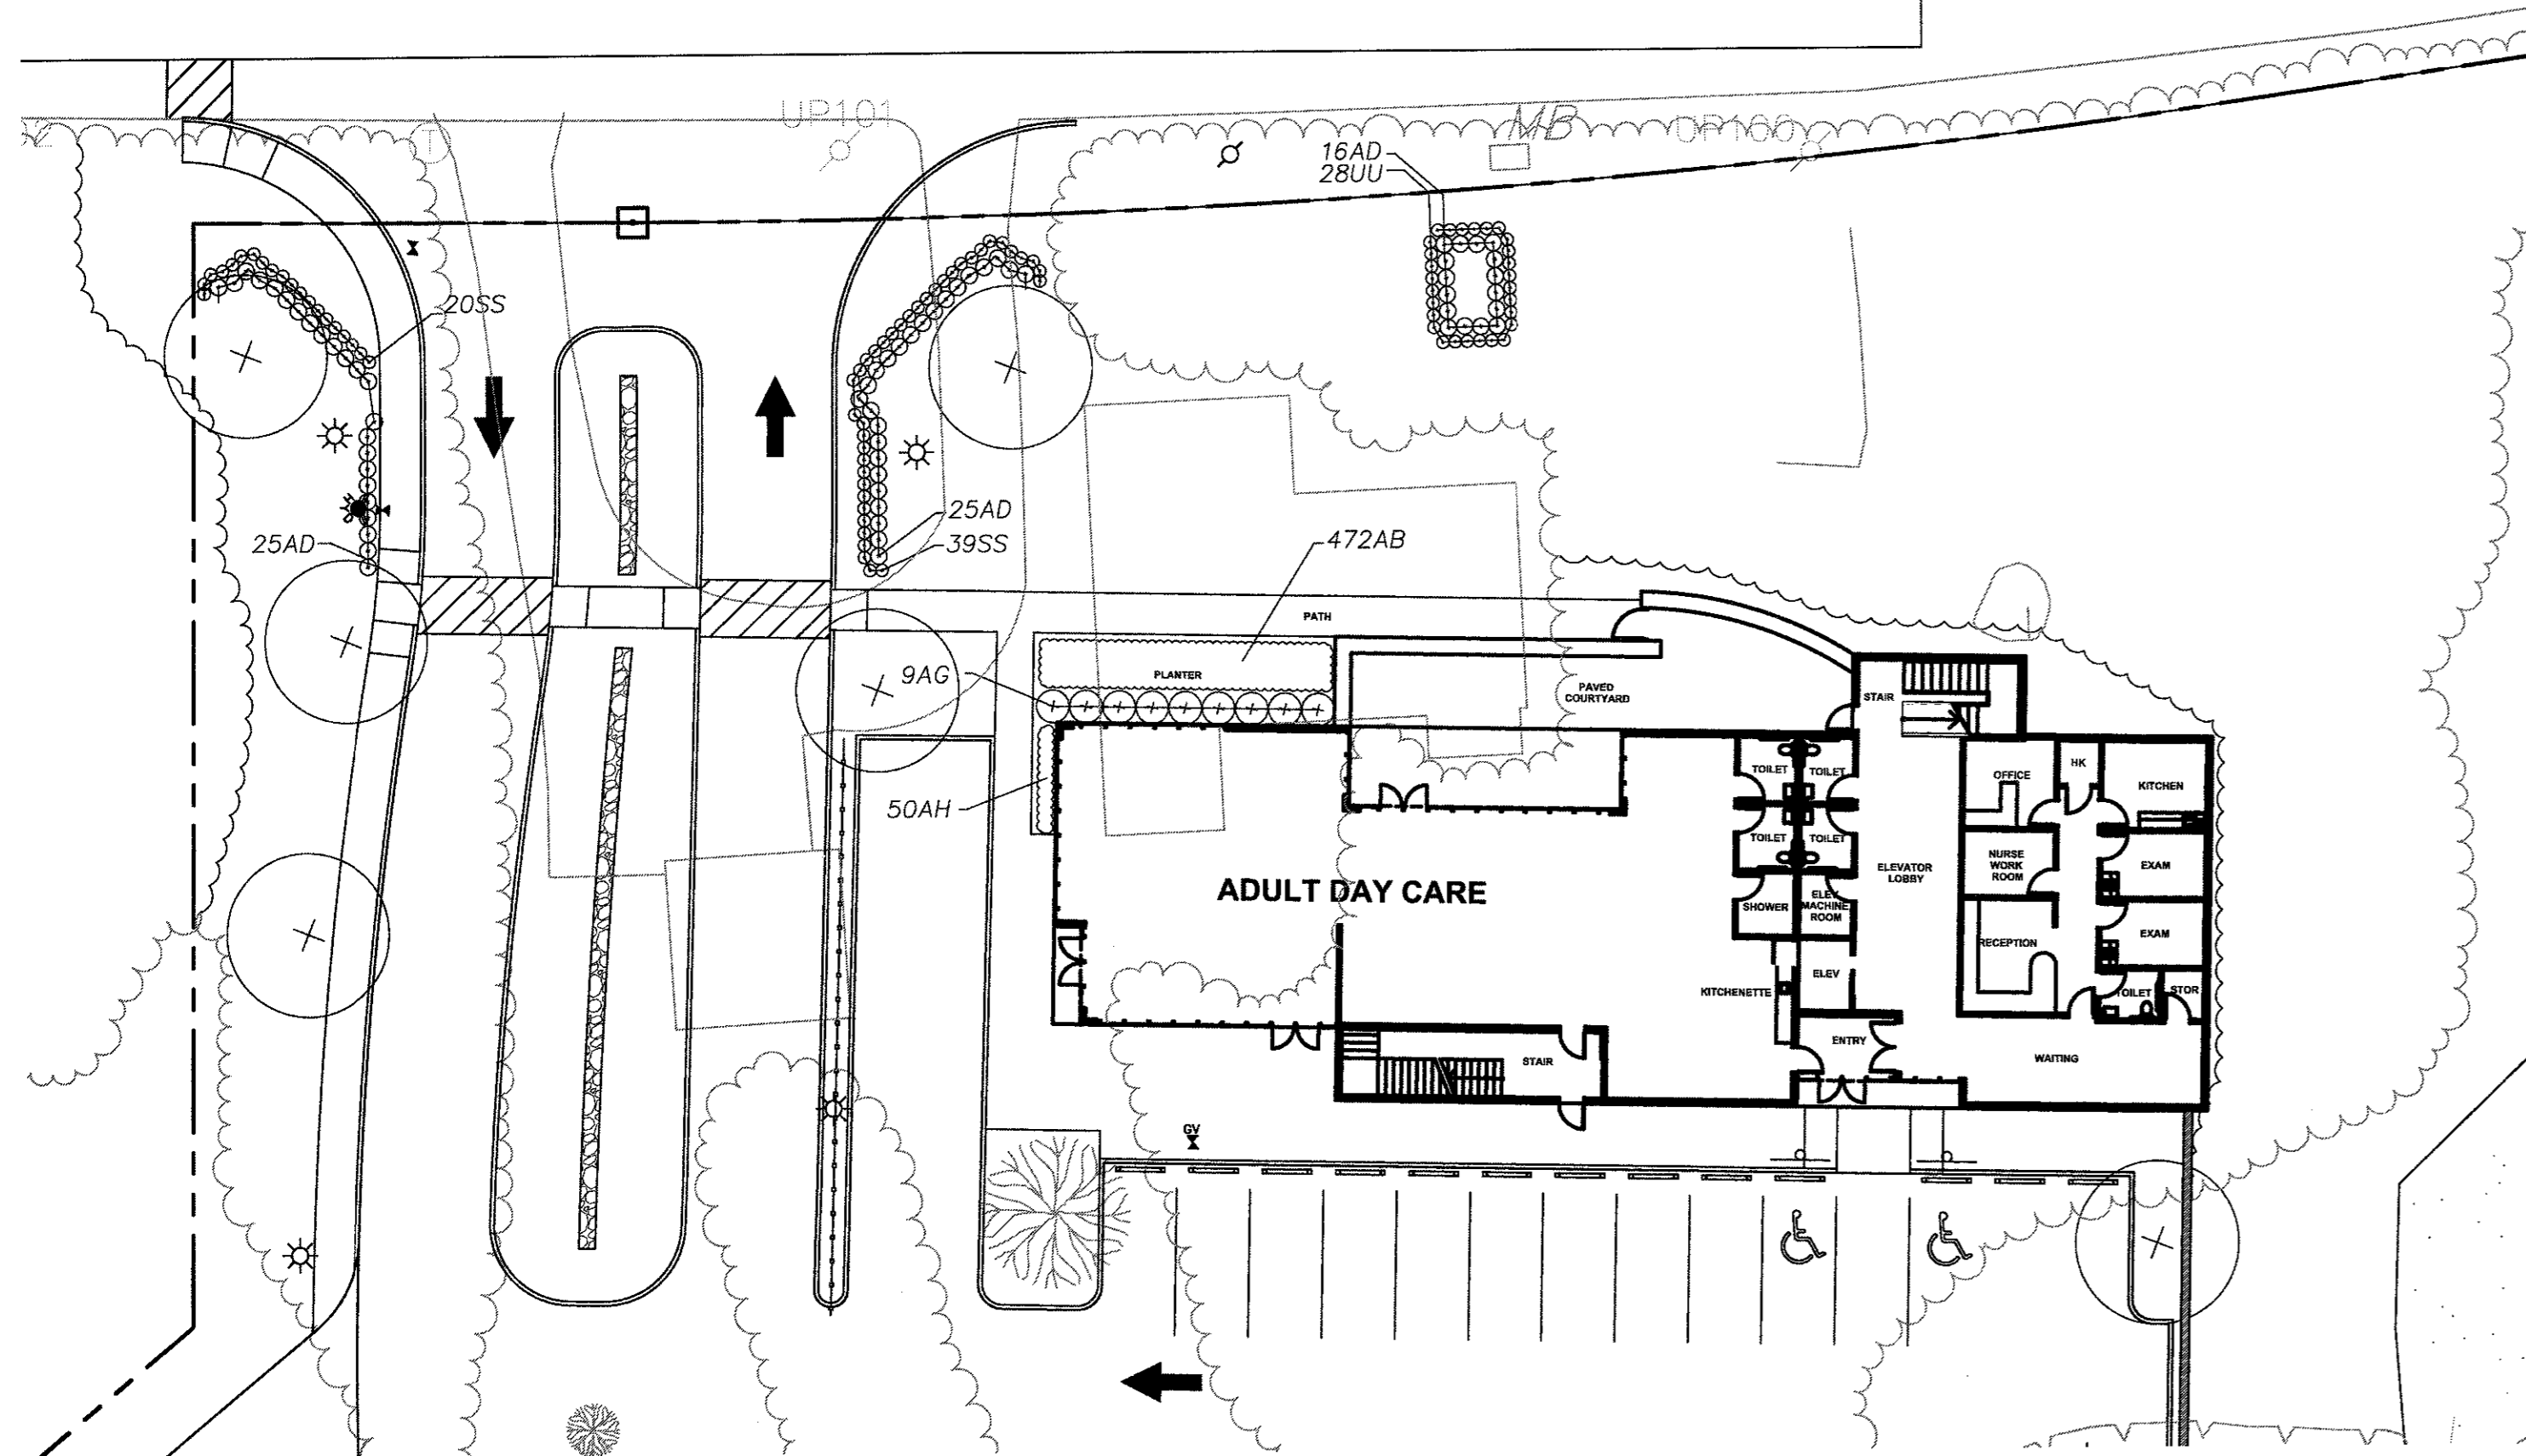 UP101
MB
UP100
16AD
28UU
20SS
25AD
39SS
25AD
472AB
PATH
9AG
PLANTER
PAVED
COURTYARD
STAIR
50AH
TOILET
TOILET
OFFICE
HK
KITCHEN
TOILET
TOILET
ADULT DAY CARE
ELEVATOR
LOBBY
NURSE
WORK
ROOM
EXAM
SHOWER
ELEV
MACHINE
ROOM
RECEPTION
EXAM
KITCHENETTE
ELEV
TOILET
STOR
ENTRY
STAIR
WAITING
GV